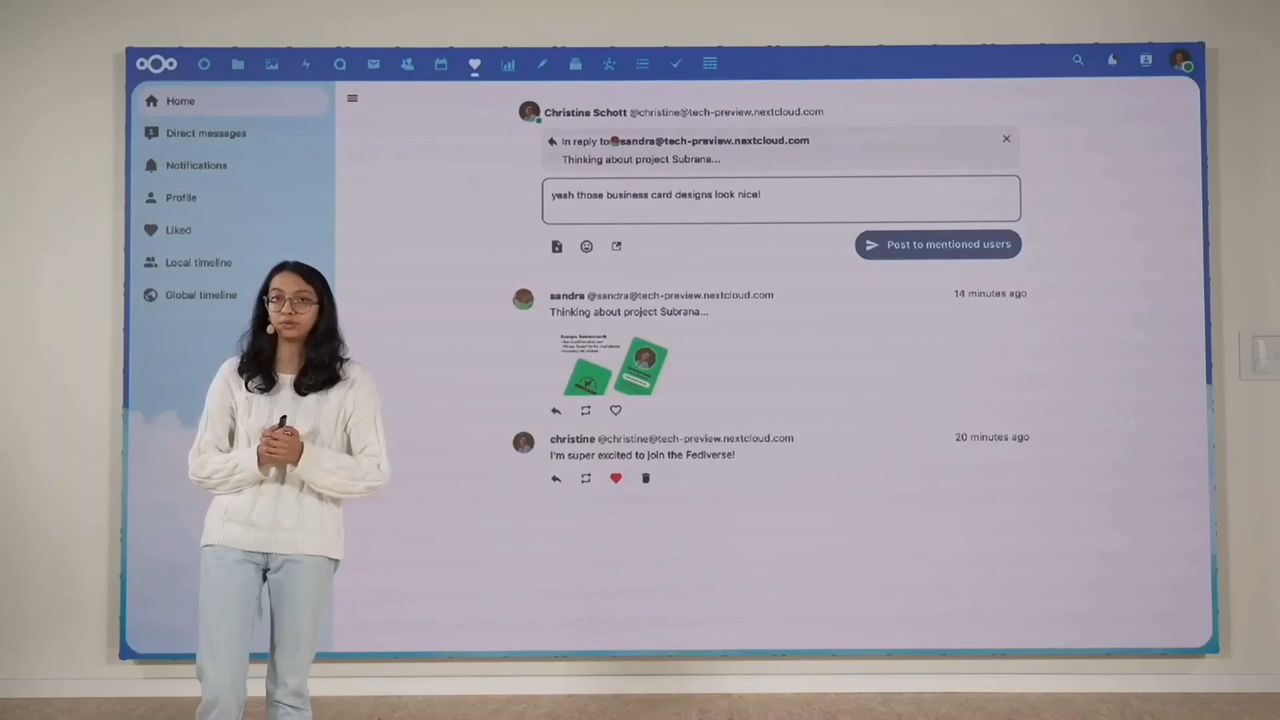 Home
Direct messages
Notifications
Profile
Liked
Local timeline
Global timeline
Christine Schott @christine@tech-preview.nextcloud.com
In reply to sandra@tech-preview.nextcloud.com
Thinking about project Subrana...
yeah those business card designs look nice!
Post to mentioned users
sandra @sandra@tech-preview.nextcloud.com
14 minutes ago
Thinking about project Subrana...
christine @christine@tech-preview.nextcloud.com
20 minutes ago
I'm super excited to join the Fediverse!